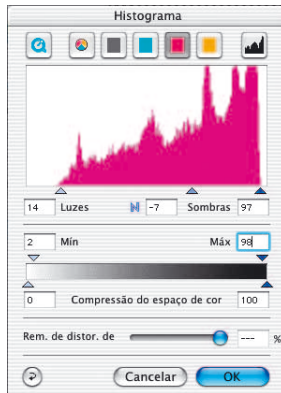 Histograma
14 Luzes -7 Sombras 97
2 Mín Máx 98
0 Compressão do espaço de cor 100
Rem. de distor. de --- %
Cancelar OK